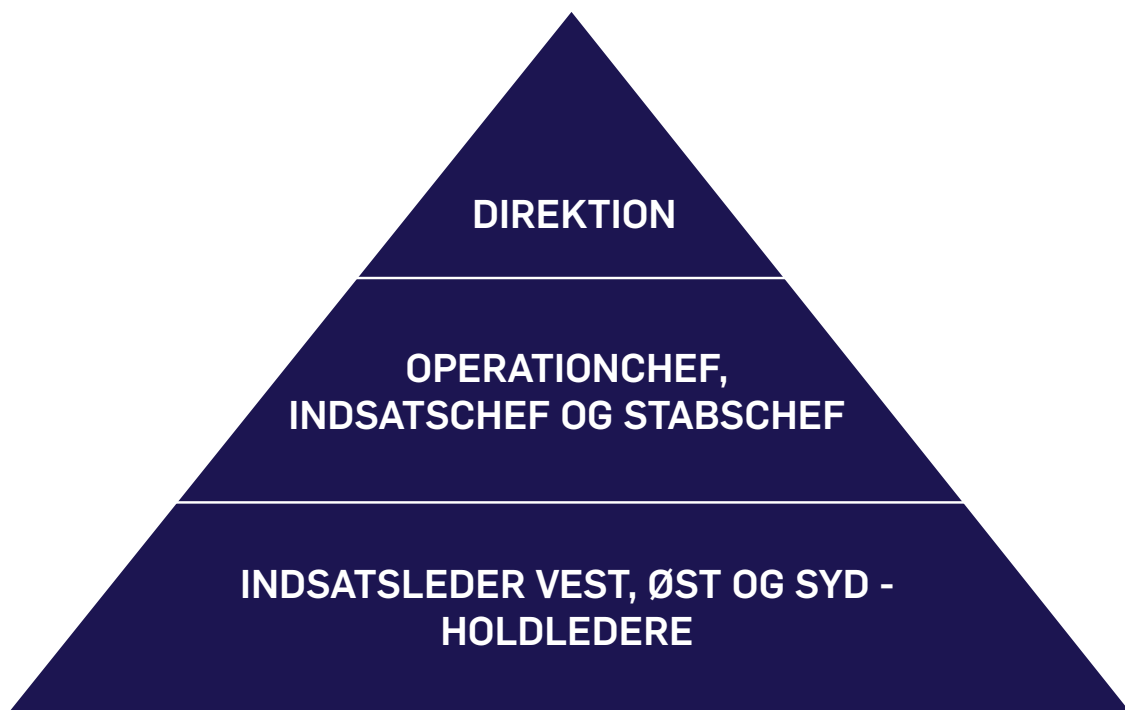 DIREKTION
OPERATIONCHEF,
INDSATSCHEF OG STABSCHEF
INDSATSLEDER VEST, ØST OG SYD -
HOLDLEDERE